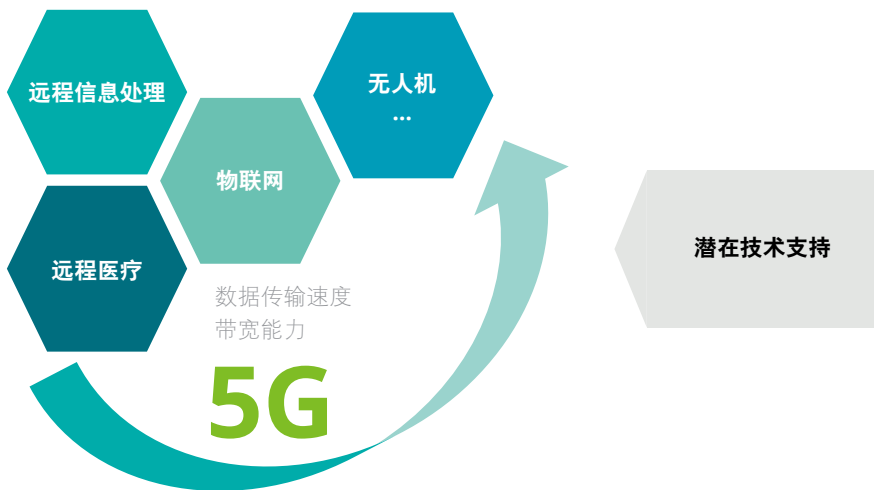 无人机
...
远程信息处理
物联网
远程医疗
潜在技术支持
数据传输速度
带宽能力
5G